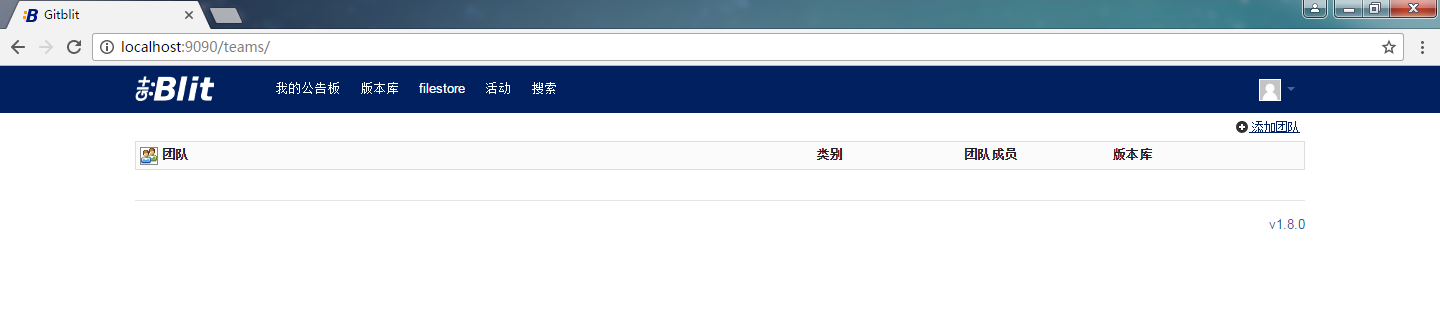 Gitblit
localhost:9090/teams/
Git:Blit 我的公告板 版本库 filestore 活动 搜索
添加团队
团队 类别 团队成员 版本库
v1.8.0